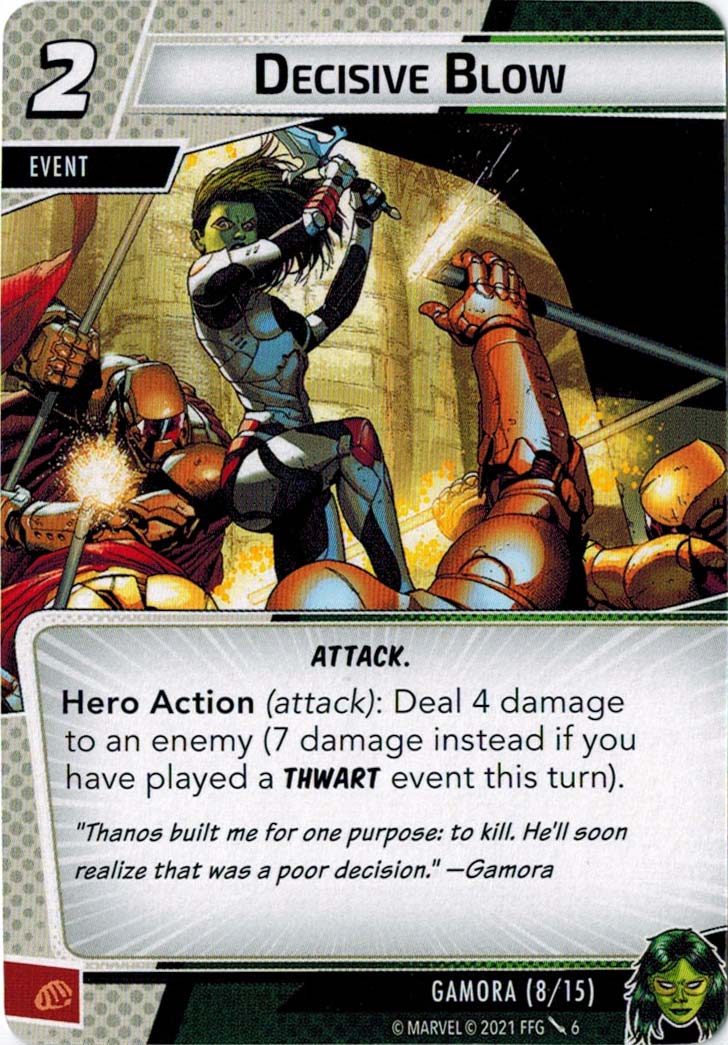 2
DECISIVE BLOW
EVENT
ATTACK.
Hero Action (attack): Deal 4 damage
to an enemy (7 damage instead if you
have played a THWART event this turn).
"Thanos built me for one purpose: to kill. He'll soon
realize that was a poor decision." —Gamora
GAMORA (8/15)
© MARVEL © 2021 FFG 6